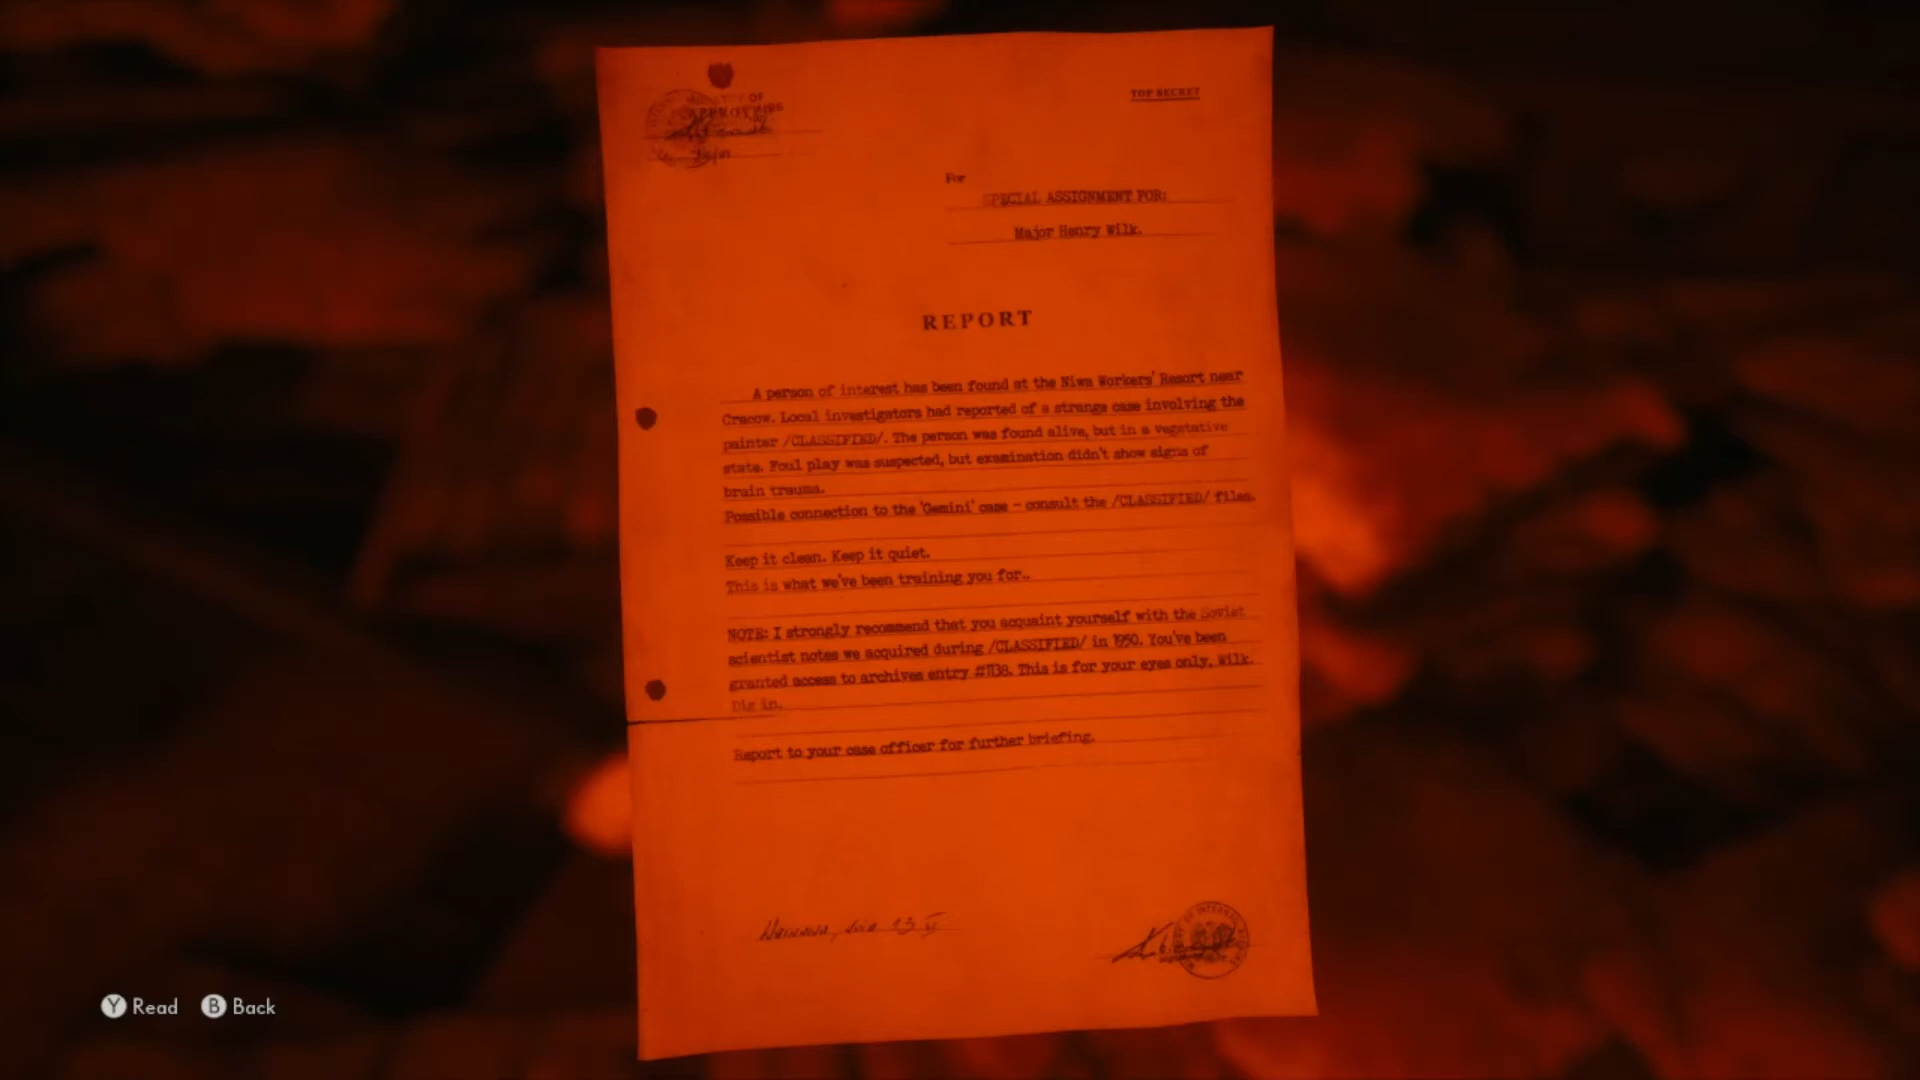 MINISTRY OF
APPROVAL
TOP SECRET
For
SPECIAL ASSIGNMENT FOR:
Major Henry Wilk.
REPORT
A person of interest has been found at the Niwa Workers' Resort near
Cracow. Local investigators had reported of a strange case involving the
painter /CLASSIFIED/. The person was found alive, but in a vegetative
state. Foul play was suspected, but examination didn't show signs of
brain trauma.
Possible connection to the 'Gemini' case - consult the /CLASSIFIED/ files.
Keep it clean. Keep it quiet.
This is what we've been training you for..
NOTE: I strongly recommend that you acquaint yourself with the Soviet
scientist notes we acquired during /CLASSIFIED/ in 1950. You've been
granted access to archives entry #1138. This is for your eyes only, Wilk.
Dig in.
Report to your case officer for further briefing.
Y Read B Back